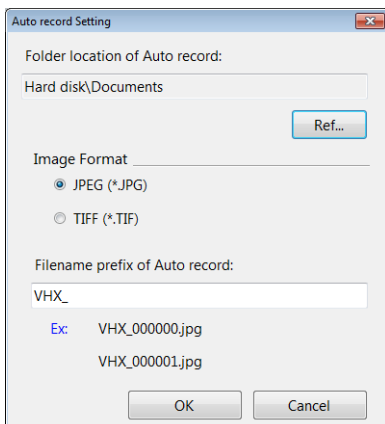 Auto record Setting
Folder location of Auto record:
Hard disk\Documents
Ref...
Image Format
JPEG (*.JPG)
TIFF (*.TIF)
Filename prefix of Auto record:
VHX_
Ex: VHX_000000.jpg
VHX_000001.jpg
OK Cancel